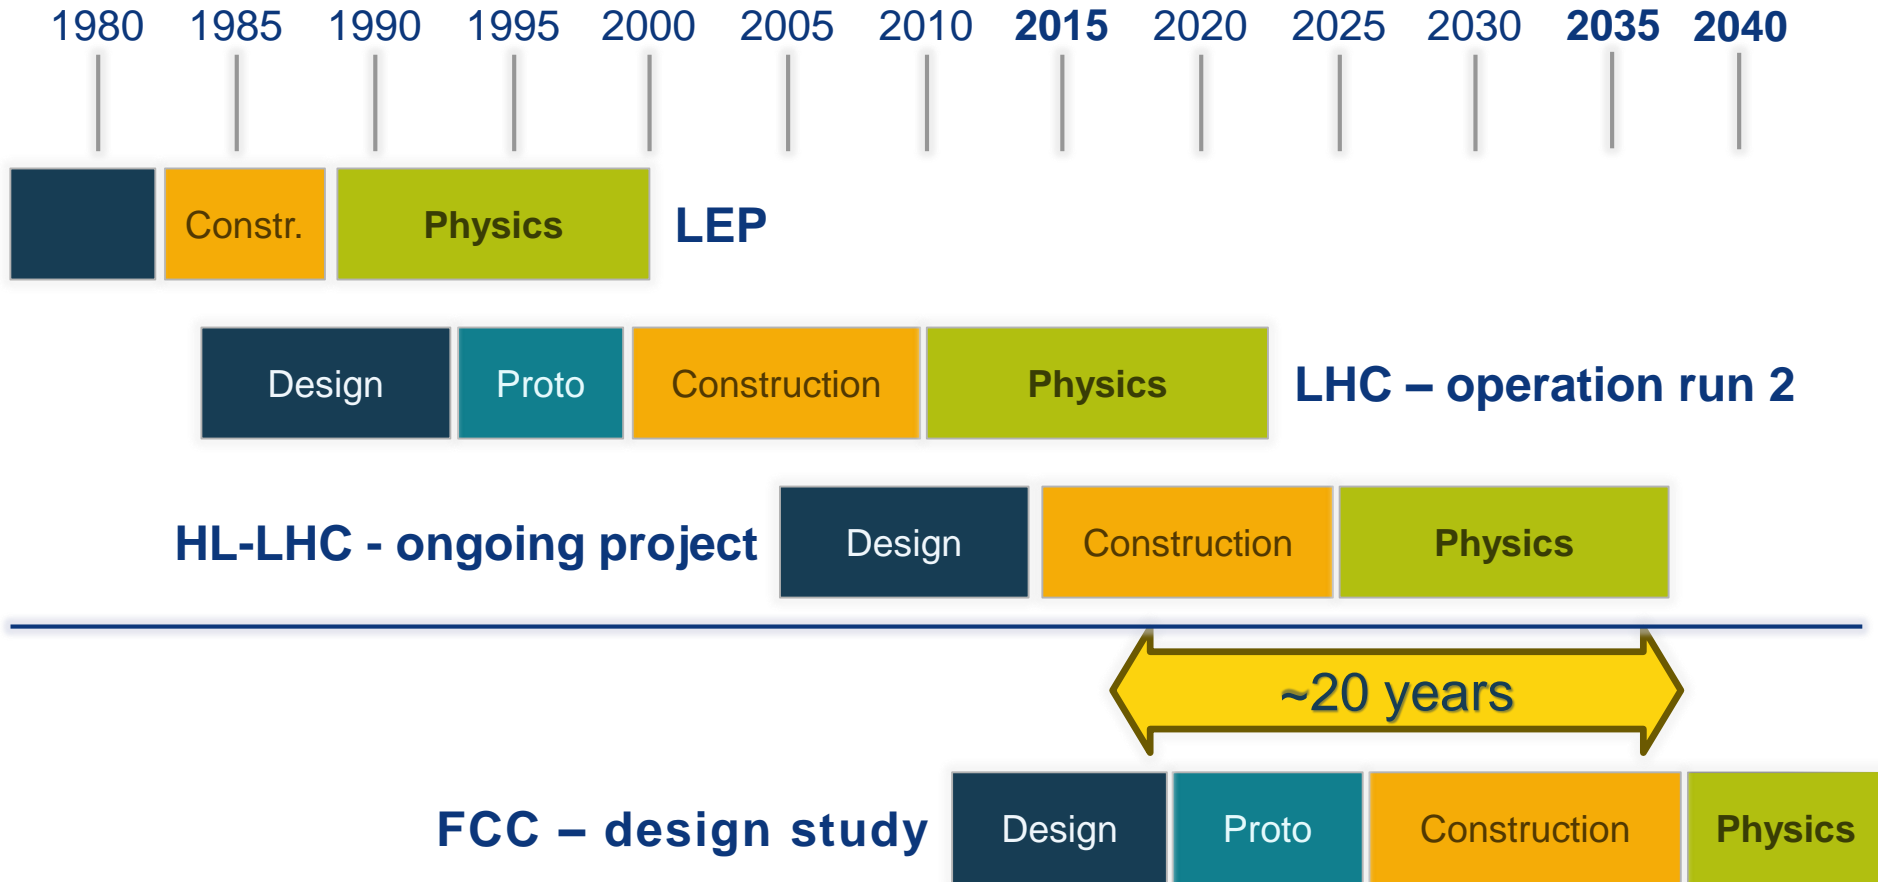 1980 1985 1990 1995 2000 2005 2010 2015 2020 2025 2030 2035 2040
Constr. Physics LEP
Design Proto Construction Physics LHC – operation run 2
HL-LHC - ongoing project Design Construction Physics
~20 years
FCC – design study Design Proto Construction Physics